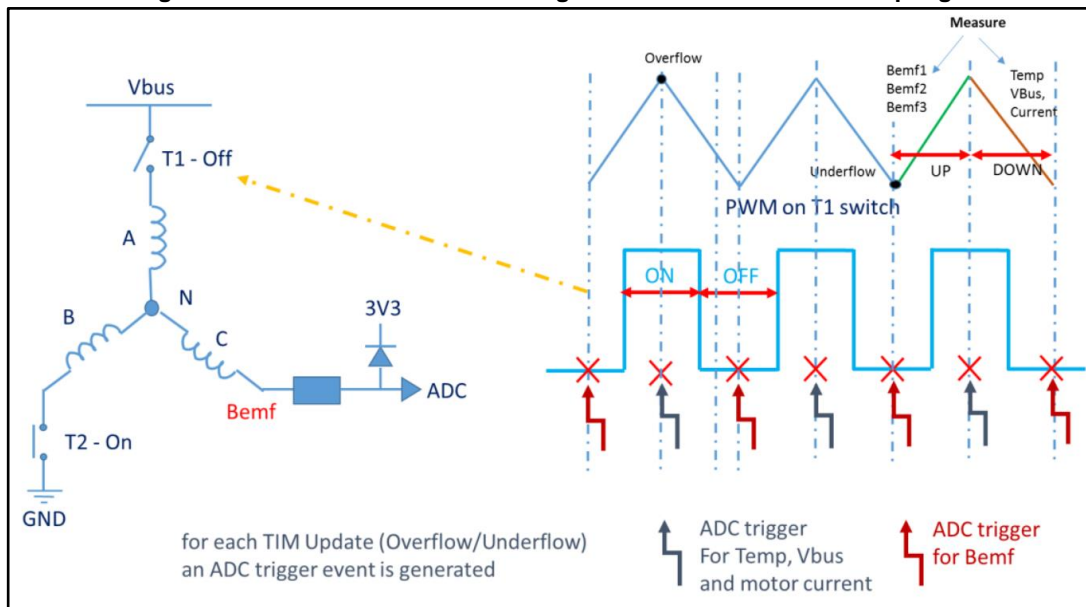 Vbus
T1 - Off
A
N
B
C
3V3
ADC
Bemf
T2 - On
GND
Measure
Overflow
Bemf1
Bemf2
Bemf3
Temp
VBus,
Current
Underflow
UP
DOWN
PWM on T1 switch
ON
OFF
for each TIM Update (Overflow/Underflow)
an ADC trigger event is generated
ADC trigger
For Temp, Vbus
and motor current
ADC trigger
for Bemf